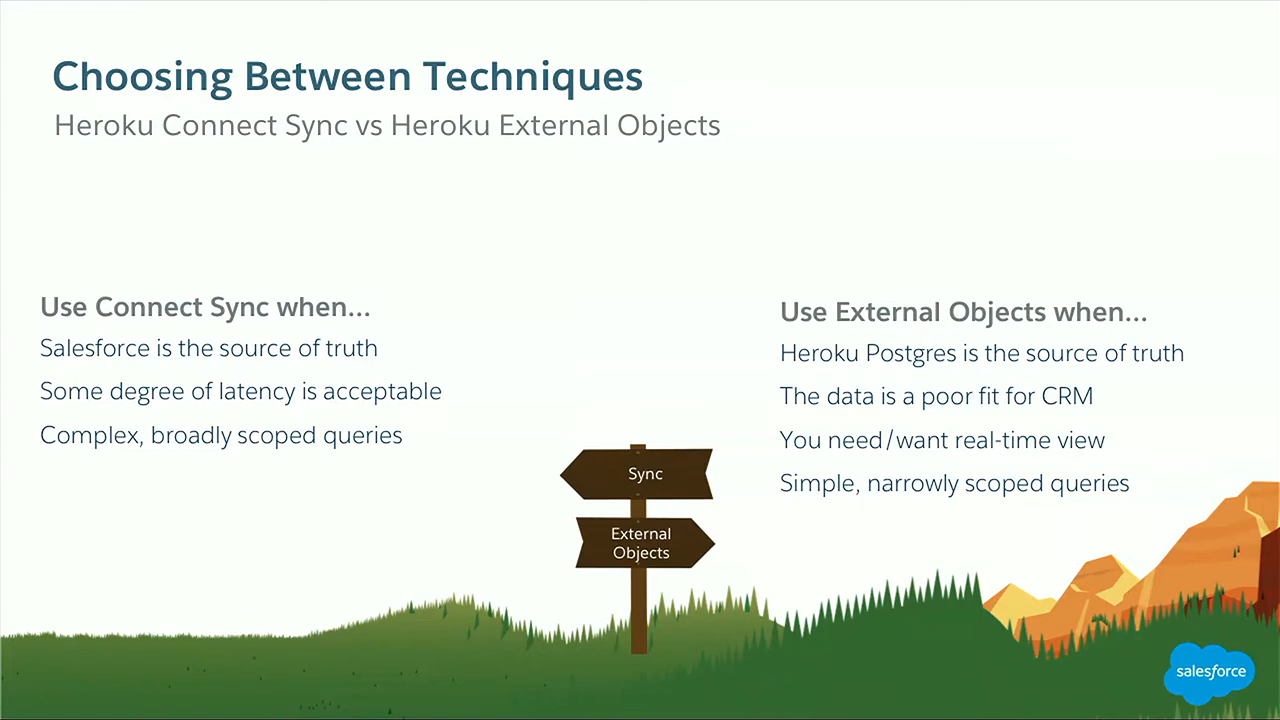 Choosing Between Techniques
Heroku Connect Sync vs Heroku External Objects
Use Connect Sync when...
Salesforce is the source of truth
Some degree of latency is acceptable
Complex, broadly scoped queries
Use External Objects when...
Heroku Postgres is the source of truth
The data is a poor fit for CRM
You need/want real-time view
Simple, narrowly scoped queries
Sync
External
Objects
salesforce